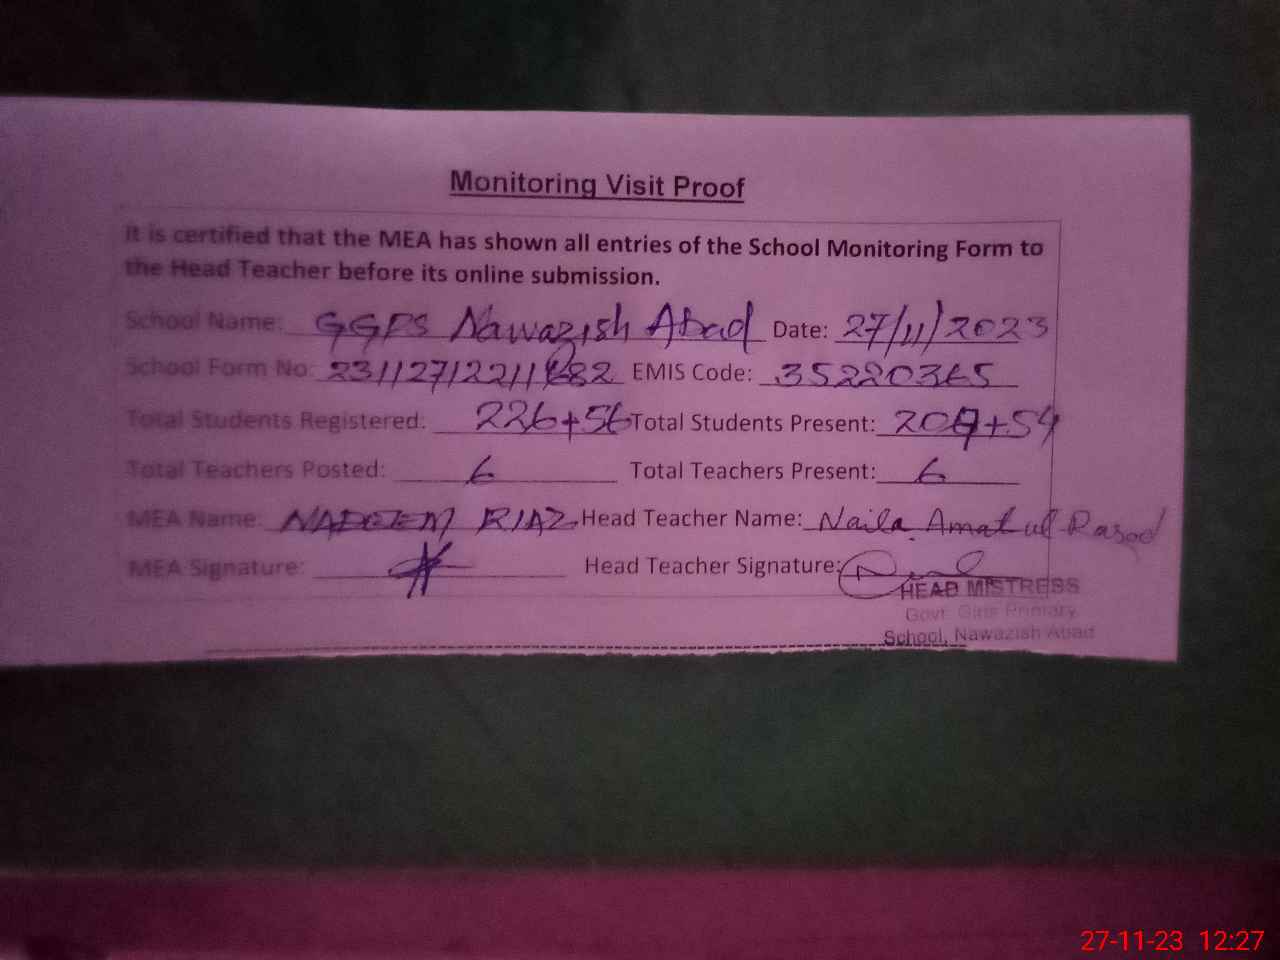 Monitoring Visit Proof
It is certified that the MEA has shown all entries of the School Monitoring Form to
the Head Teacher before its online submission.
School Name: GGPS Nawazish Abad Date: 27/11/2023
School Form No: EMIS Code: 35220365
Total Students Registered: 226+56 Total Students Present: +54
Total Teachers Posted: 6 Total Teachers Present: 6
MEA Name: NADEEM RIAZ Head Teacher Name: Naila Amat ul Rasool
MEA Signature: Head Teacher Signature:
HEAD MISTRESS
Govt. Girls Primary
School, Nawazish Abad
27-11-23 12:27